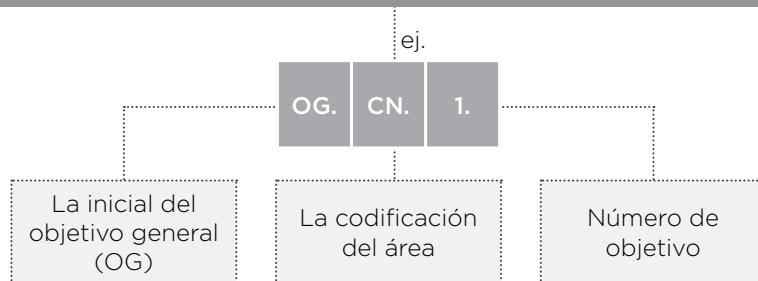 ej.
OG. CN. 1.
La inicial del
objetivo general
(OG)
La codificación
del área
Número de
objetivo